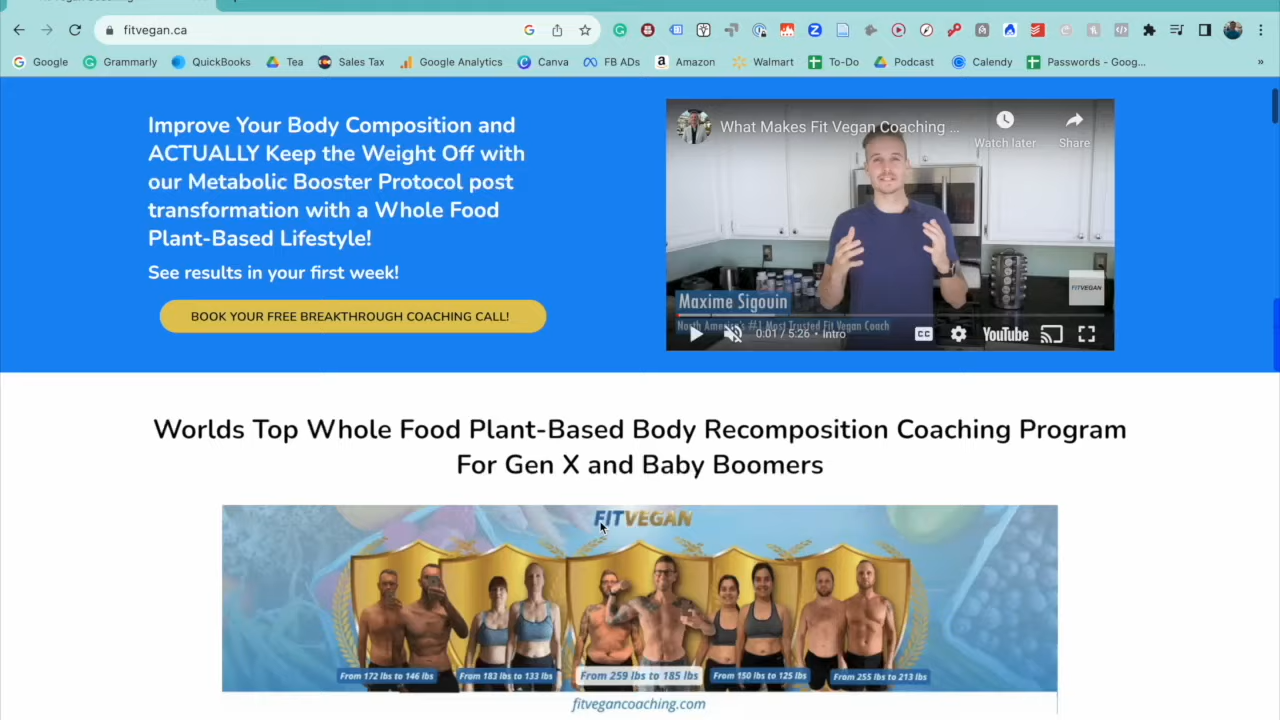 fitvegan.ca
Google Grammarly QuickBooks Tea Sales Tax Google Analytics Canva FB ADs Amazon Walmart To-Do Podcast Calendy Passwords - Goog... »
Improve Your Body Composition and
ACTUALLY Keep the Weight Off with
our Metabolic Booster Protocol post
transformation with a Whole Food
Plant-Based Lifestyle!
See results in your first week!
BOOK YOUR FREE BREAKTHROUGH COACHING CALL!
What Makes Fit Vegan Coaching ...
Watch later Share
FITVEGAN
Maxime Sigouin
North America's #1 Most Trusted Fit Vegan Coach
0:01 / 5:26 • Intro CC YouTube
Worlds Top Whole Food Plant-Based Body Recomposition Coaching Program
For Gen X and Baby Boomers
FITVEGAN
From 172 lbs to 146 lbs From 183 lbs to 133 lbs From 259 lbs to 185 lbs From 150 lbs to 125 lbs From 255 lbs to 213 lbs
fitvegancoaching.com